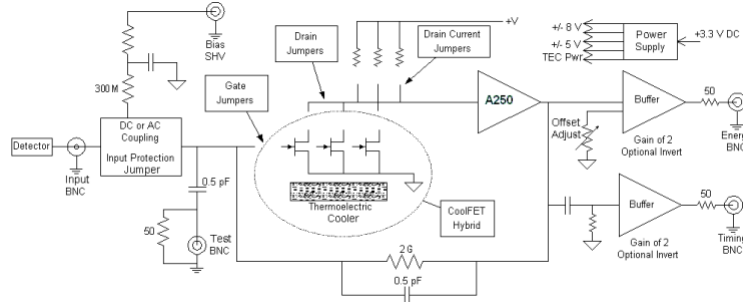 Bias
SHV
300 M
Detector
Input
BNC
DC or AC
Coupling
Input Protection
Jumper
0.5 pF
50
Test
BNC
Gate
Jumpers
Drain
Jumpers
Drain Current
Jumpers
+V
Thermoelectric
Cooler
CoolFET
Hybrid
2 G
0.5 pF
A250
+/- 8 V
+/- 5 V
TEC Pwr
Power
Supply
+3.3 V DC
Offset
Adjust
Buffer
Gain of 2
Optional Invert
50
Energ
BNC
Buffer
Gain of 2
Optional Invert
50
Timing
BNC